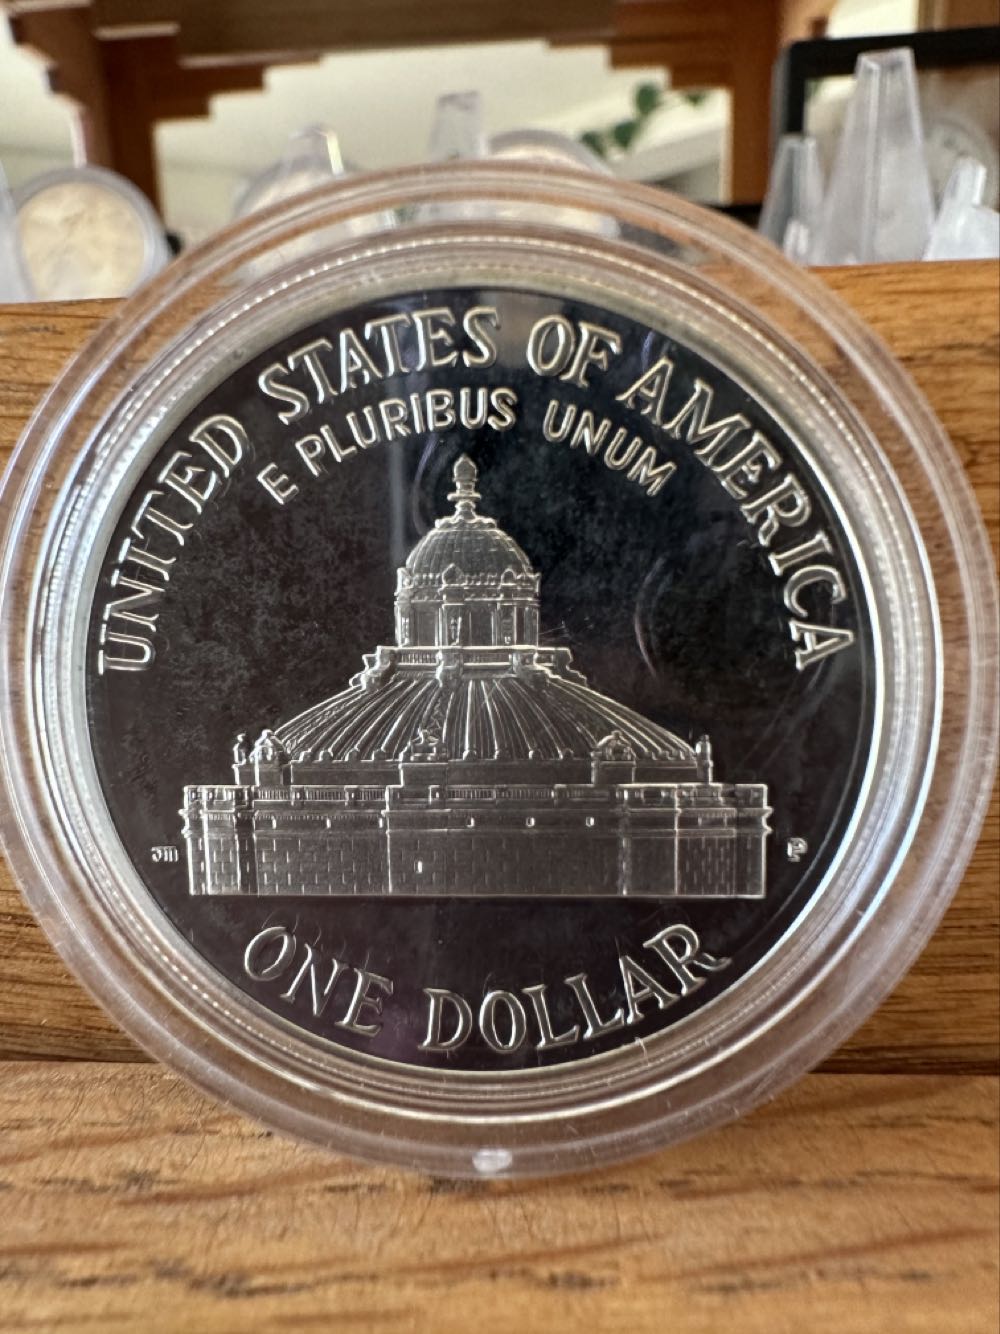 UNITED STATES OF AMERICA
E PLURIBUS UNUM
JM
P
ONE DOLLAR